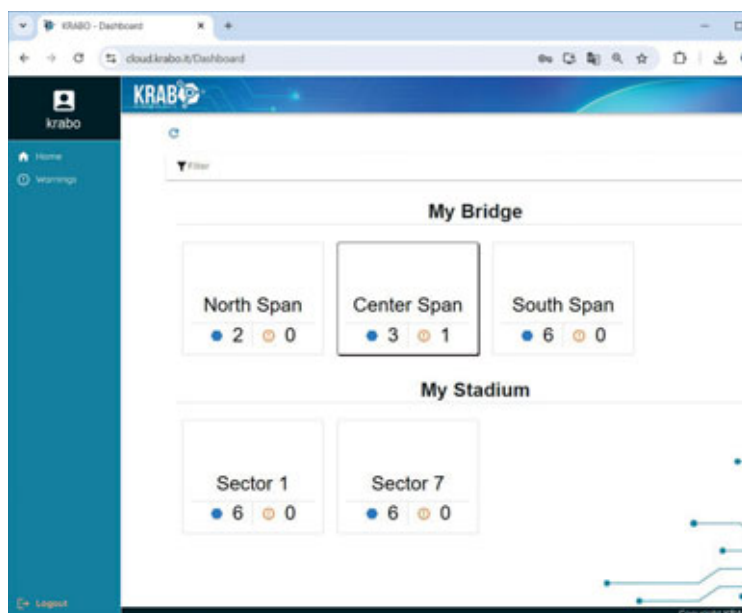 KRABO - Dashboard
cloud.krabo.it/Dashboard
krabo
KRABO
Home
Warnings
Filter
My Bridge
North Span
2 0
Center Span
3 1
South Span
6 0
My Stadium
Sector 1
6 0
Sector 7
6 0
Logout